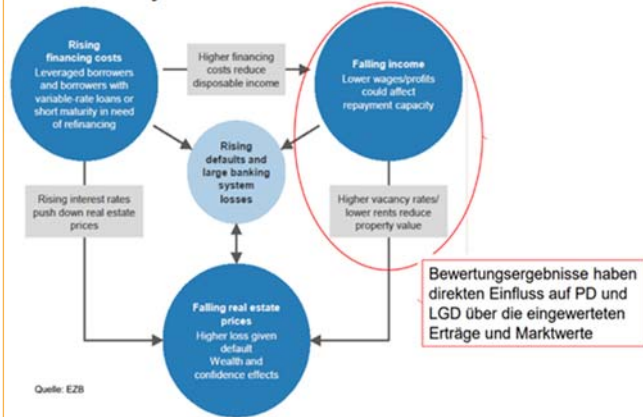 Rising
financing costs
Leveraged borrowers
and borrowers with
variable-rate loans or
short maturity in need
of refinancing
Higher financing
costs reduce
disposable income
Falling income
Lower wages/profits
could affect
repayment capacity
Rising
defaults and
large banking
system
losses
Rising interest rates
push down real estate
prices
Higher vacancy rates/
lower rents reduce
property value
Falling real estate
prices
Higher loss given
default
Wealth and
confidence effects
Bewertungsergebnisse haben
direkten Einfluss auf PD und
LGD über die eingewerteten
Erträge und Marktwerte
Quelle: EZB